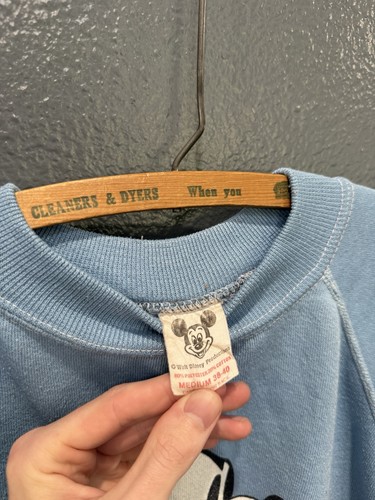 CLEANERS & DYERS When you
© Walt Disney Productions
MEDIUM 38-40